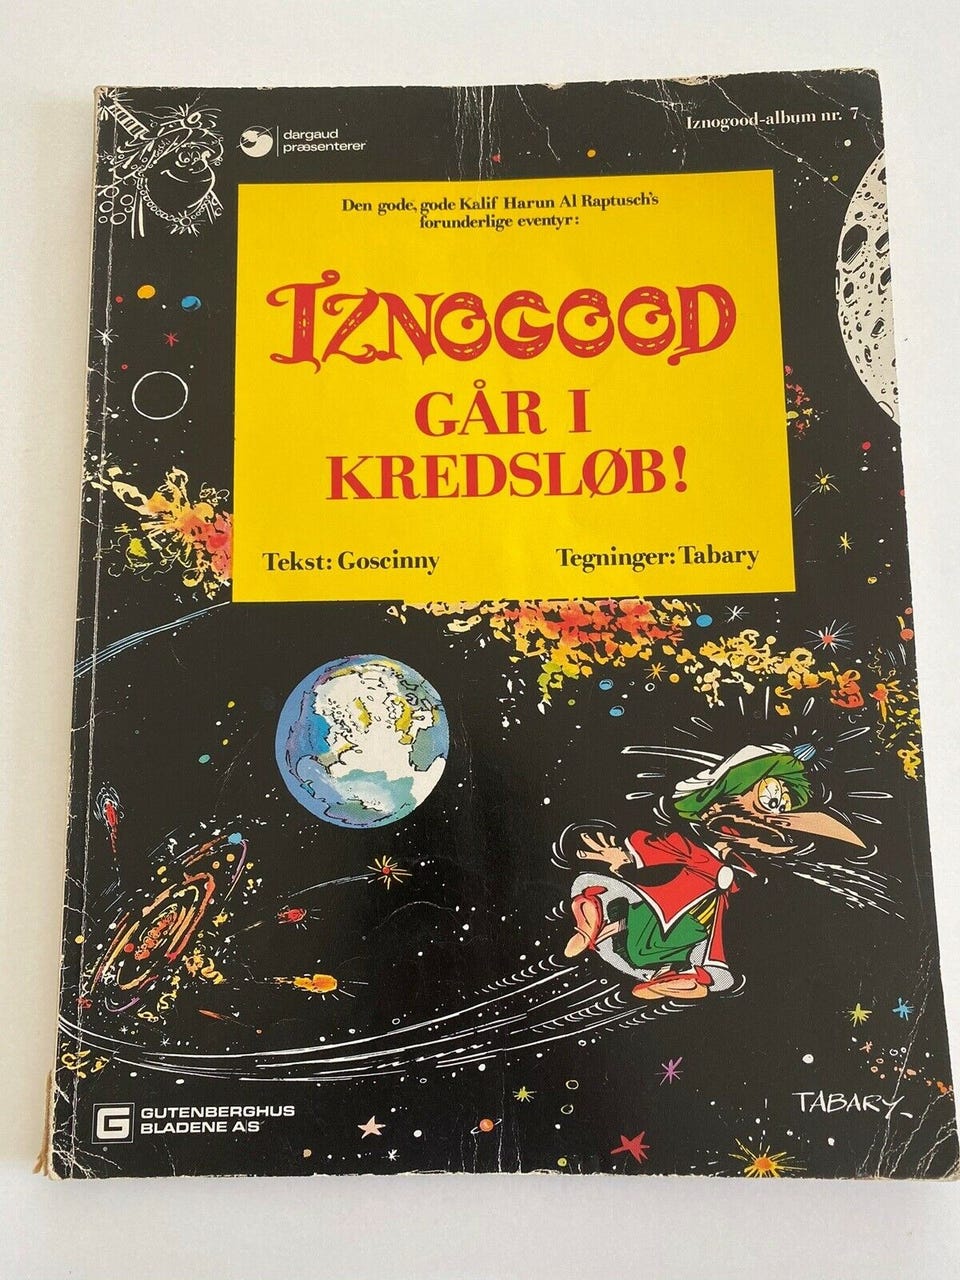 dargaud
præsenterer
Iznogood-album nr. 7
Den gode, gode Kalif Harun Al Raptusch's
forunderlige eventyr:
IZNOGOOD
GÅR I
KREDSLØB!
Tekst: Goscinny
Tegninger: Tabary
TABARY
G
GUTENBERGHUS
BLADENE A/S